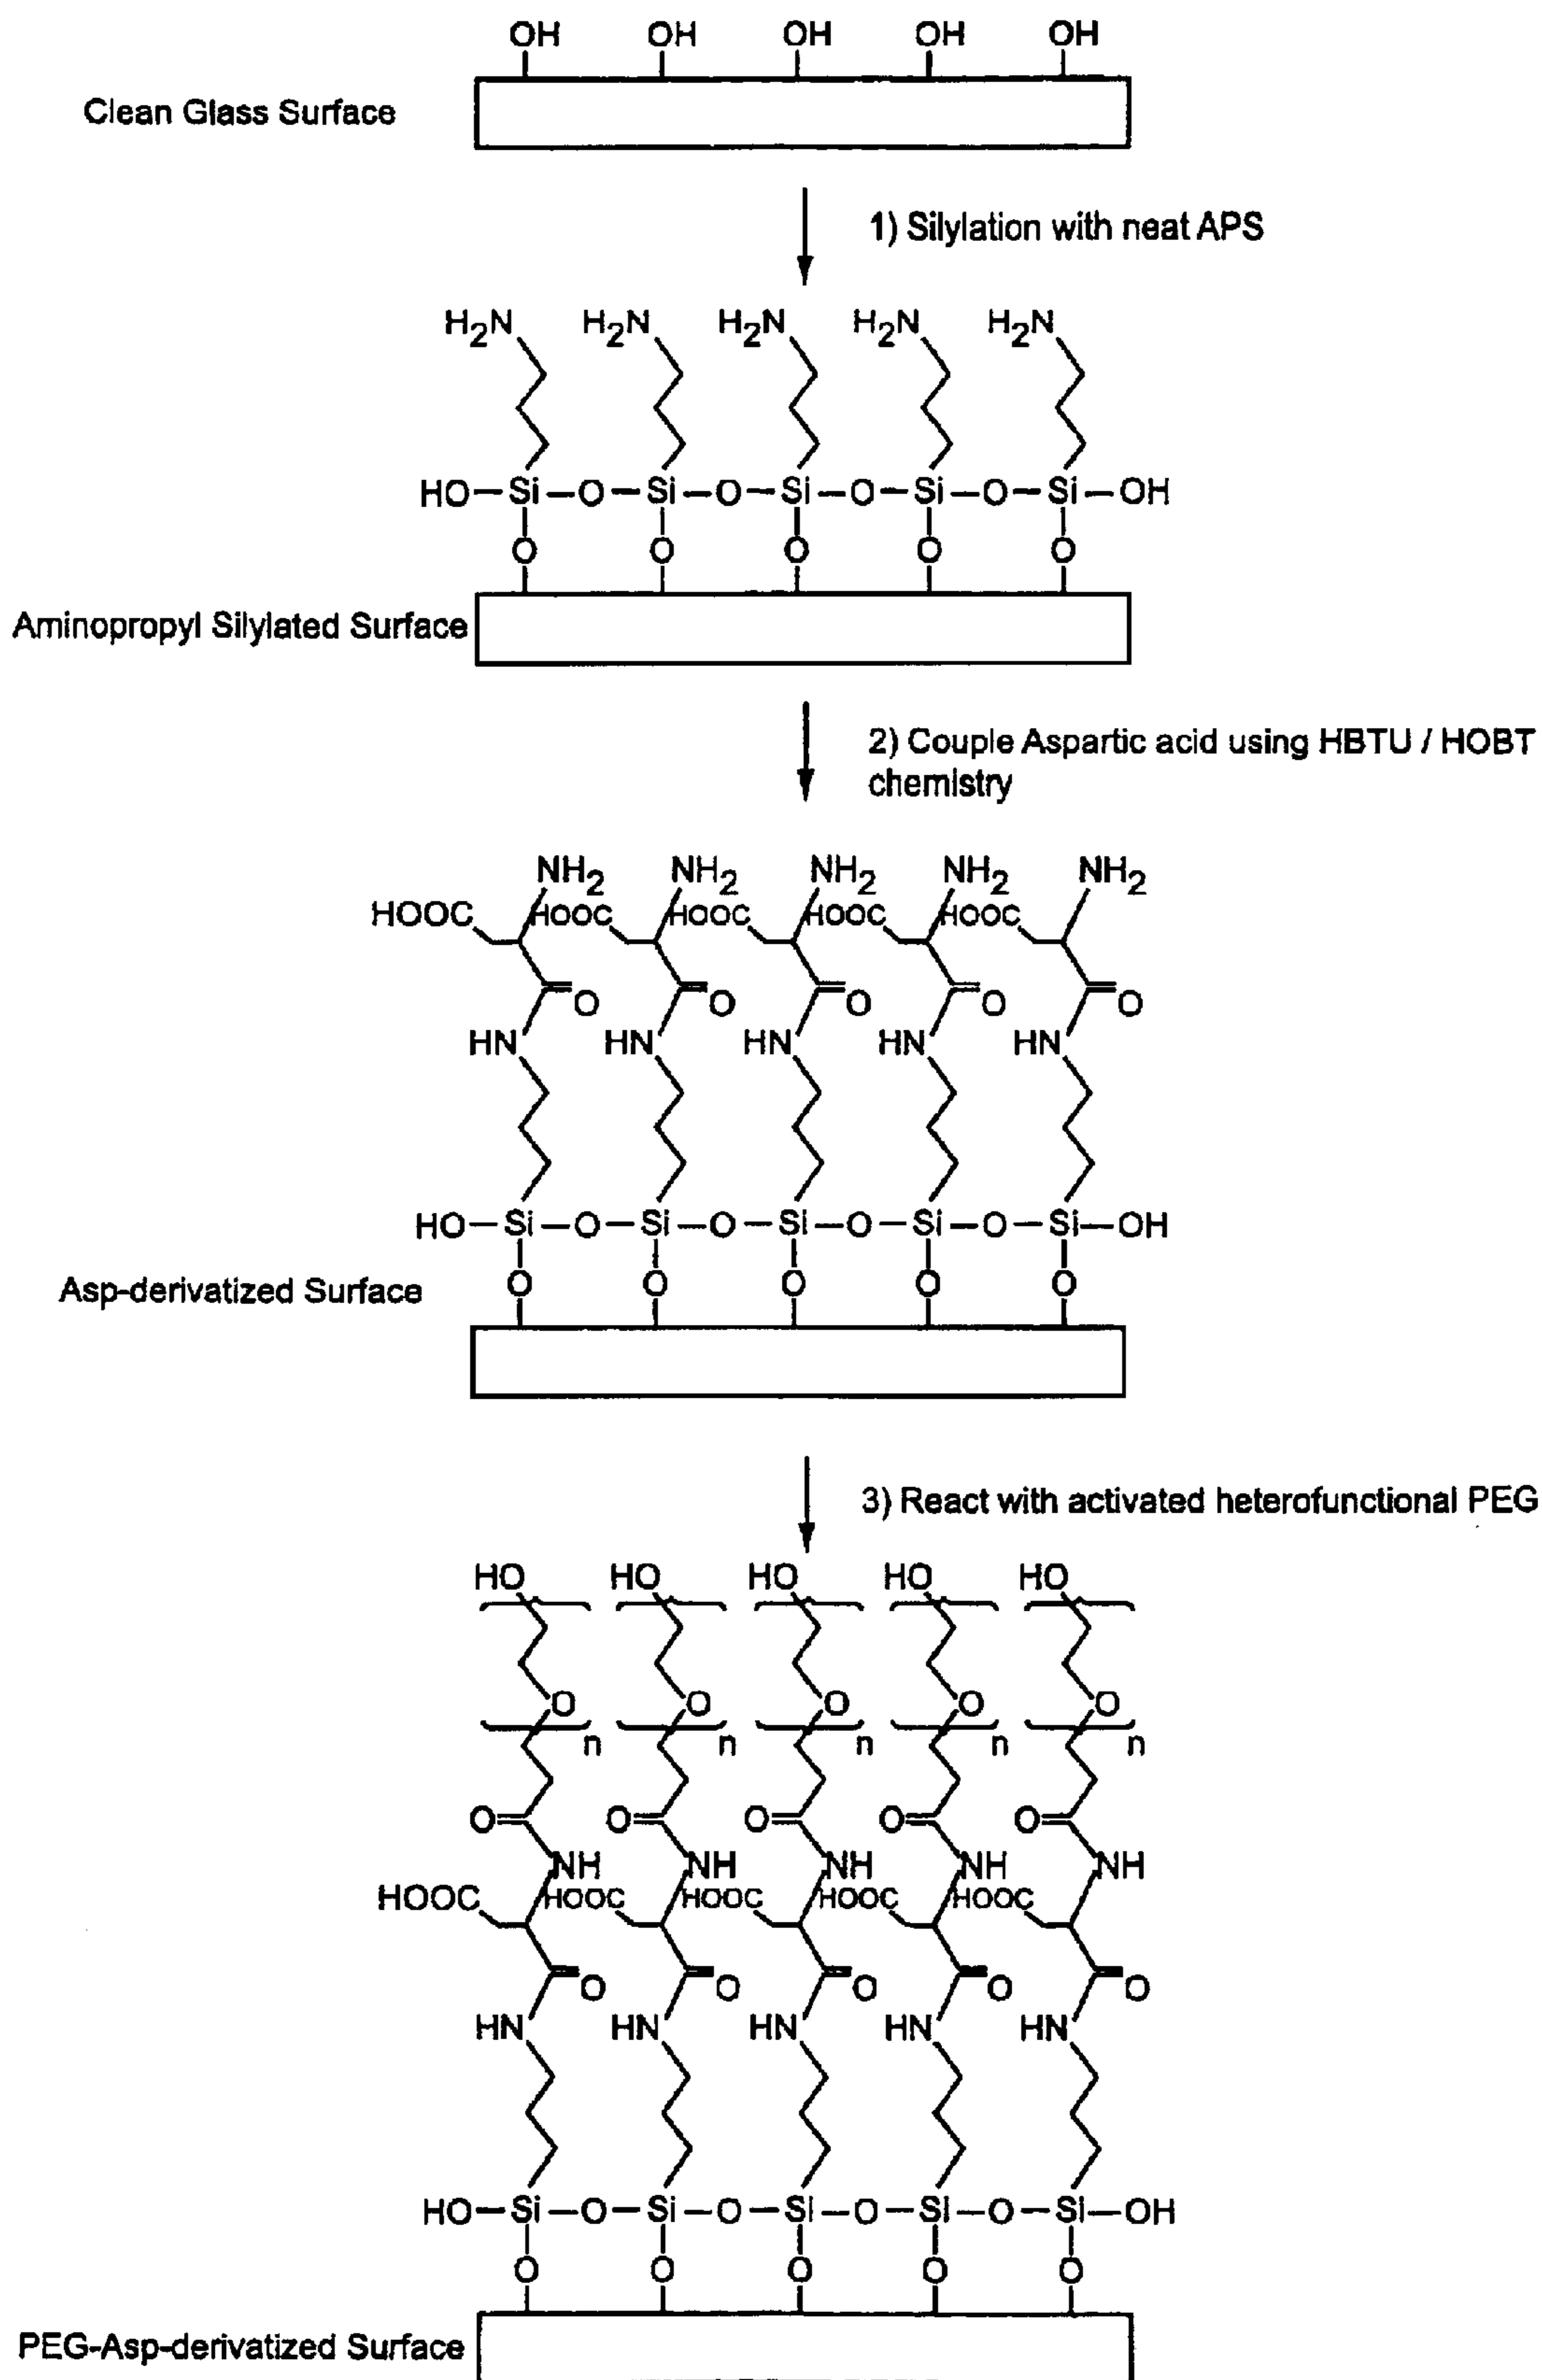 OH OH OH OH OH
Clean Glass Surface
1) Silylation with neat APS
H2N H2N H2N H2N H2N
HO Si O Si O Si O Si O Si OH
O O O O O
Aminopropyl Silylated Surface
2) Couple Aspartic acid using HBTU / HOBT
chemistry
NH2 NH2 NH2 NH2 NH2
HOOC HOOC HOOC HOOC HOOC
O O O O O
HN HN HN HN HN
HO Si O Si O Si O Si O Si OH
O O O O O
Asp-derivatized Surface
3) React with activated heterofunctional PEG
HO HO HO HO HO
O O O O O
n n n n n
O O O O O
NH NH NH NH NH
HOOC HOOC HOOC HOOC HOOC
O O O O O
HN HN HN HN HN
HO Si O Si O Si O Si O Si OH
O O O O O
PEG-Asp-derivatized Surface